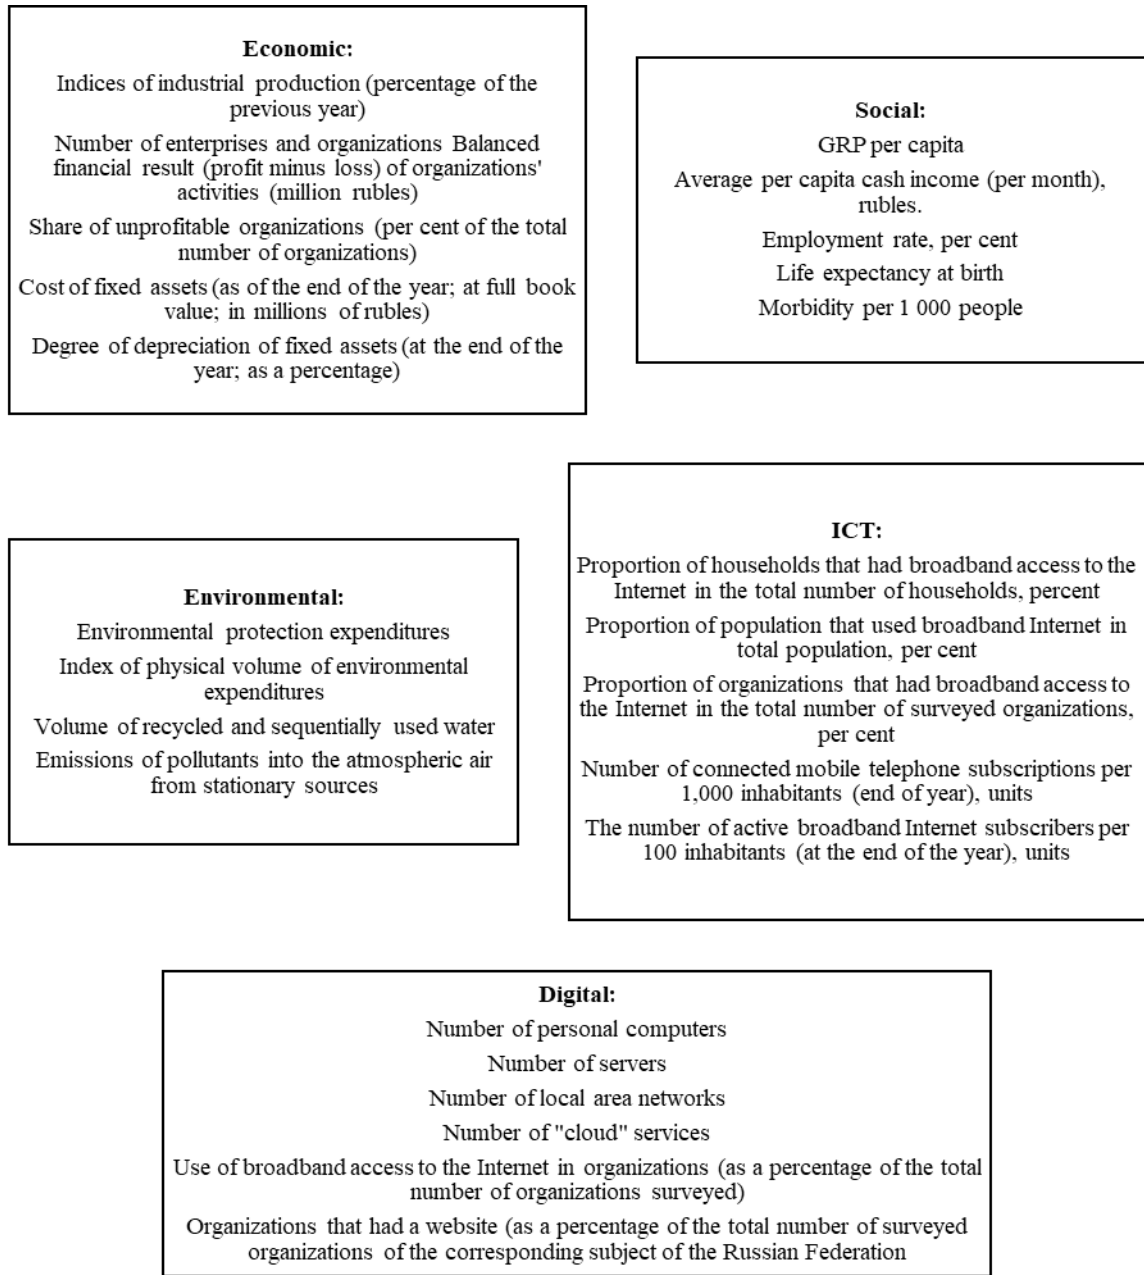 Economic:
Indices of industrial production (percentage of the
previous year)
Number of enterprises and organizations Balanced
financial result (profit minus loss) of organizations'
activities (million rubles)
Share of unprofitable organizations (per cent of the total
number of organizations)
Cost of fixed assets (as of the end of the year; at full book
value; in millions of rubles)
Degree of depreciation of fixed assets (at the end of the
year; as a percentage)
Social:
GRP per capita
Average per capita cash income (per month),
rubles.
Employment rate, per cent
Life expectancy at birth
Morbidity per 1 000 people
Environmental:
Environmental protection expenditures
Index of physical volume of environmental
expenditures
Volume of recycled and sequentially used water
Emissions of pollutants into the atmospheric air
from stationary sources
ICT:
Proportion of households that had broadband access to the
Internet in the total number of households, percent
Proportion of population that used broadband Internet in
total population, per cent
Proportion of organizations that had broadband access to
the Internet in the total number of surveyed organizations,
per cent
Number of connected mobile telephone subscriptions per
1,000 inhabitants (end of year), units
The number of active broadband Internet subscribers per
100 inhabitants (at the end of the year), units
Digital:
Number of personal computers
Number of servers
Number of local area networks
Number of "cloud" services
Use of broadband access to the Internet in organizations (as a percentage of the total
number of organizations surveyed)
Organizations that had a website (as a percentage of the total number of surveyed
organizations of the corresponding subject of the Russian Federation